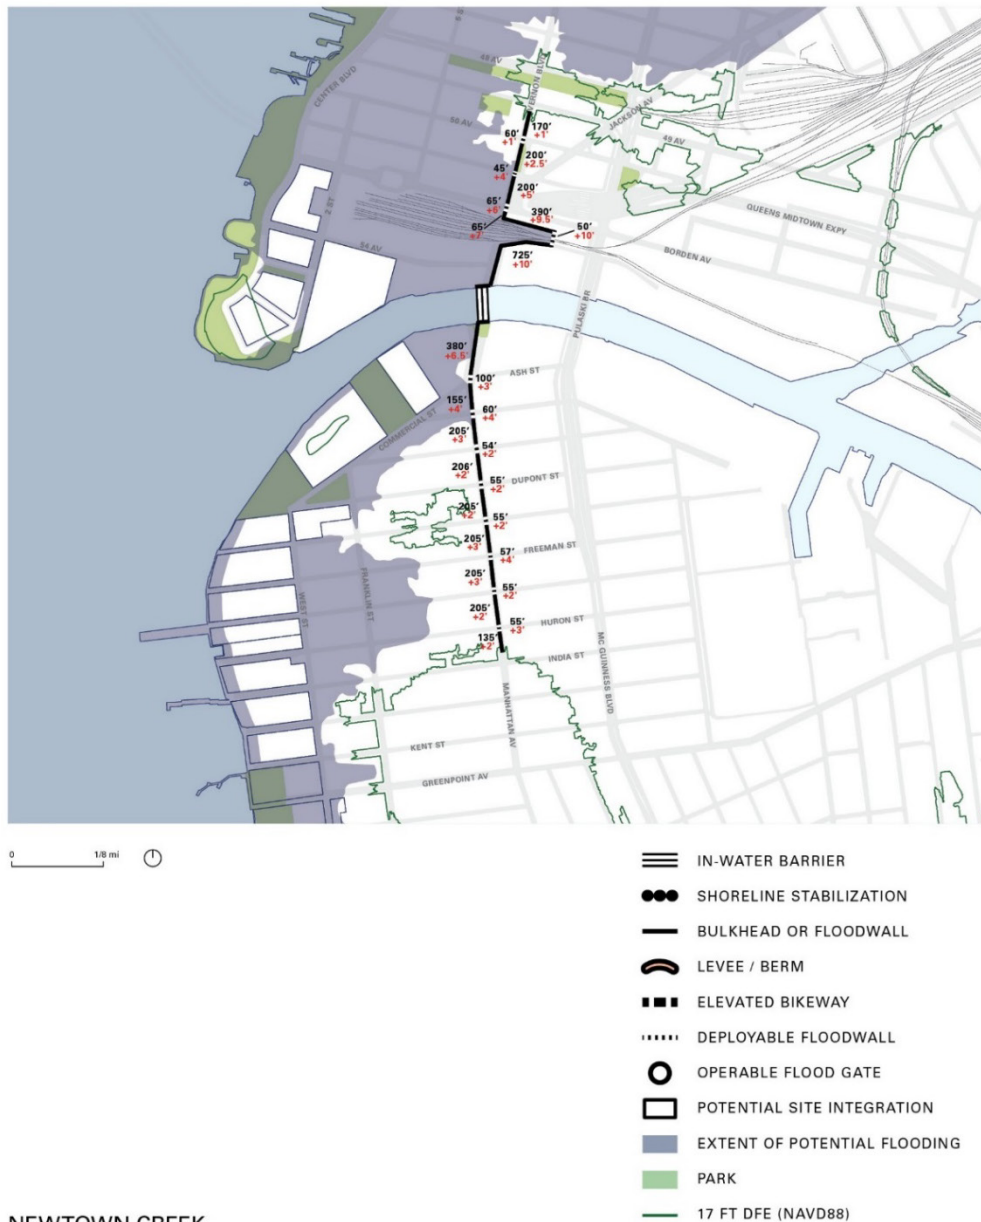 6 S
CENTER BLVD
48 AV
VERNON BLVD
JACKSON AV
50 AV
49 AV
2 ST
54 AV
QUEENS MIDTOWN EXPY
BORDEN AV
PULASKI BR
60'
+1'
170'
+1'
200'
+2.5'
45'
+4'
200'
+5'
65'
+6'
390'
+9.5'
65'
+7'
50'
+10'
725'
+10'
380'
+6.5'
ASH ST
100'
+3'
155'
+4'
60'
+4'
COMMERCIAL ST
205'
+3'
54'
+2'
206'
+2'
55'
+2'
DUPONT ST
205'
+2'
55'
+2'
205'
+3'
57'
+4'
FREEMAN ST
205'
+3'
55'
+2'
205'
+2'
55'
+3'
HURON ST
135'
+2'
INDIA ST
WEST ST
FRANKLIN ST
MANHATTAN AV
MC GUINNESS BLVD
KENT ST
GREENPOINT AV
0 1/8 mi
IN-WATER BARRIER
SHORELINE STABILIZATION
BULKHEAD OR FLOODWALL
LEVEE / BERM
ELEVATED BIKEWAY
DEPLOYABLE FLOODWALL
OPERABLE FLOOD GATE
POTENTIAL SITE INTEGRATION
EXTENT OF POTENTIAL FLOODING
PARK
17 FT DFE (NAVD88)
NEWTOWN CREEK